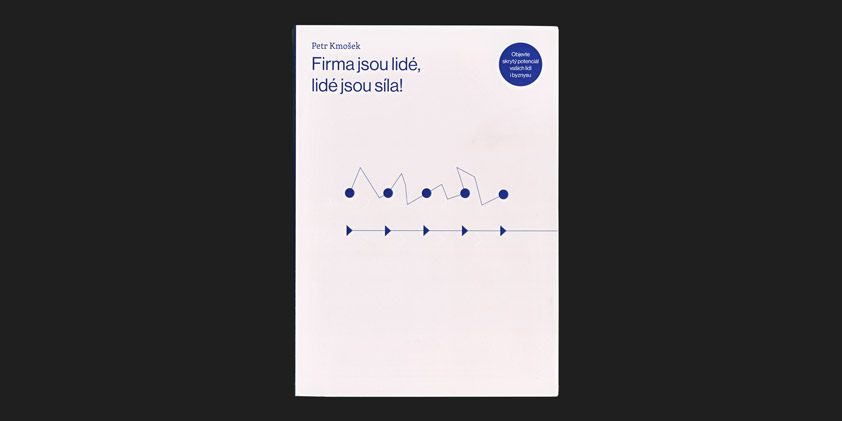 Petr Kmošek
Firma jsou lidé,
lidé jsou síla!
Objevte
skrytý potenciál
vašich lidí
i byznysu